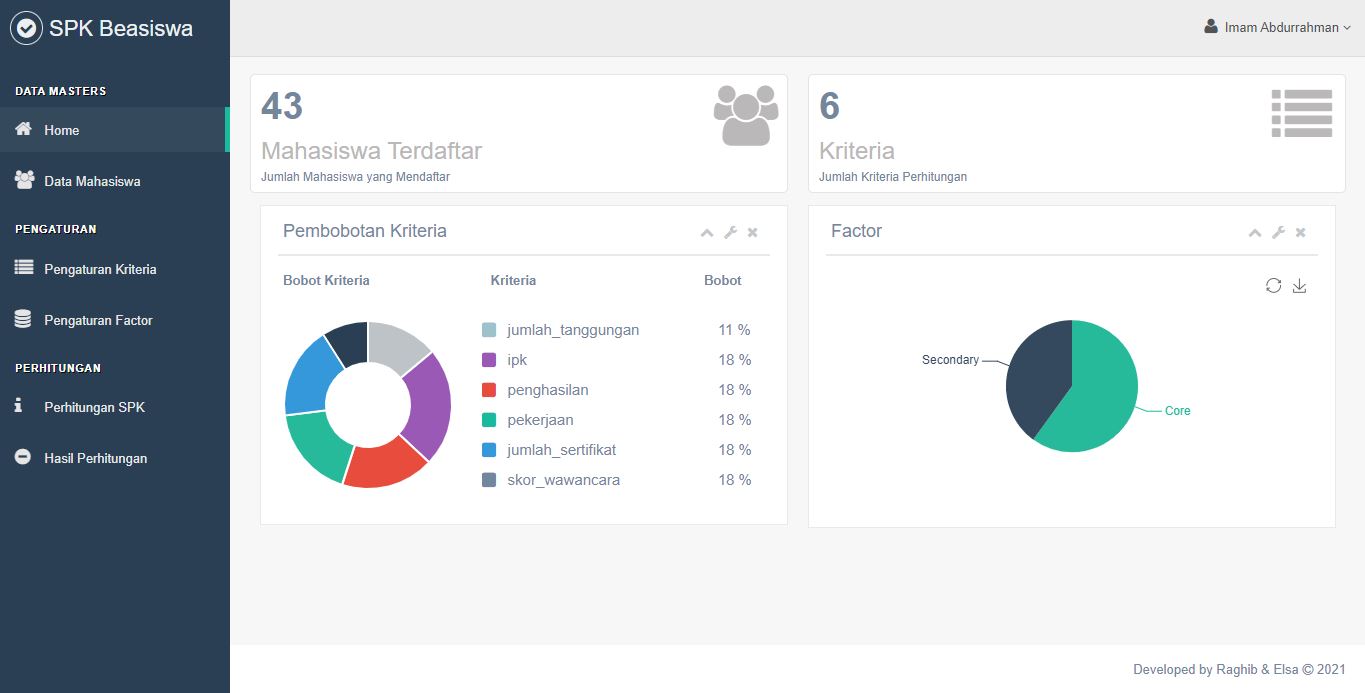 SPK Beasiswa
Imam Abdurrahman
DATA MASTERS
Home
Data Mahasiswa
PENGATURAN
Pengaturan Kriteria
Pengaturan Factor
PERHITUNGAN
Perhitungan SPK
Hasil Perhitungan
43
Mahasiswa Terdaftar
Jumlah Mahasiswa yang Mendaftar
6
Kriteria
Jumlah Kriteria Perhitungan
Pembobotan Kriteria
Bobot Kriteria Kriteria Bobot
jumlah_tanggungan 11 %
ipk 18 %
penghasilan 18 %
pekerjaan 18 %
jumlah_sertifikat 18 %
skor_wawancara 18 %
Factor
Secondary
Core
Developed by Raghib & Elsa © 2021